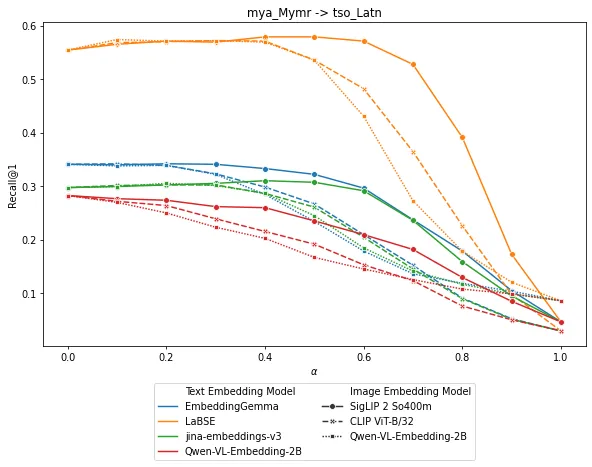 mya_Mymr -> tso_Latn
0.6
0.5
0.4
0.3
0.2
0.1
Recall@1
0.0 0.2 0.4 0.6 0.8 1.0
α
Text Embedding Model Image Embedding Model
EmbeddingGemma SigLIP 2 So400m
LaBSE CLIP ViT-B/32
jina-embeddings-v3 Qwen-VL-Embedding-2B
Qwen-VL-Embedding-2B